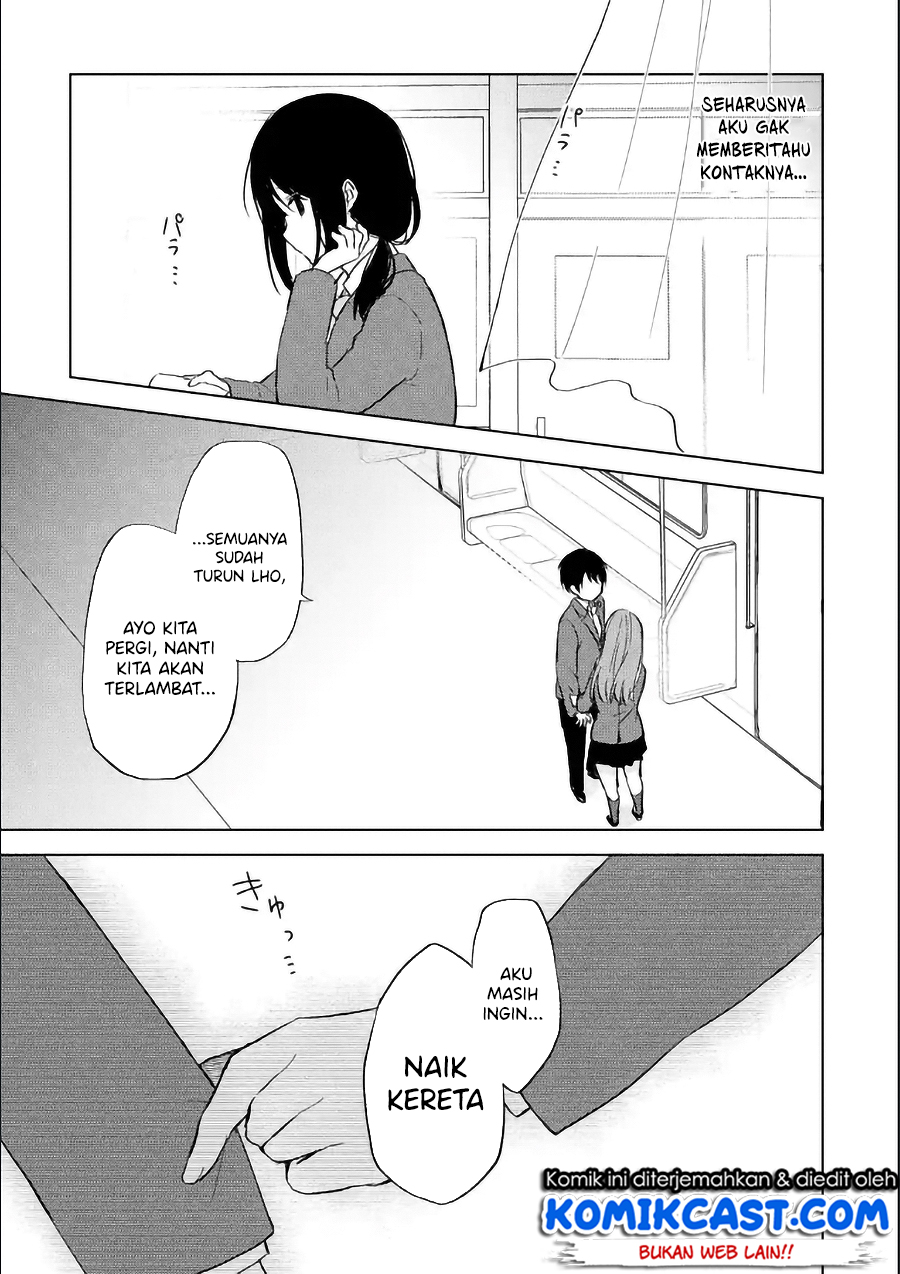 SEHARUSNYA
AKU GAK
MEMBERITAHU
KONTAKNYA...
パラ…
パラ…
...SEMUANYA
SUDAH
TURUN LHO,
AYO KITA
PERGI, NANTI
KITA AKAN
TERLAMBAT...
AKU
MASIH
INGIN...
NAIK
KERETA
きゅっ…
Komik ini diterjemahkan & diedit oleh
KOMIKCAST.COM
BUKAN WEB LAIN!!